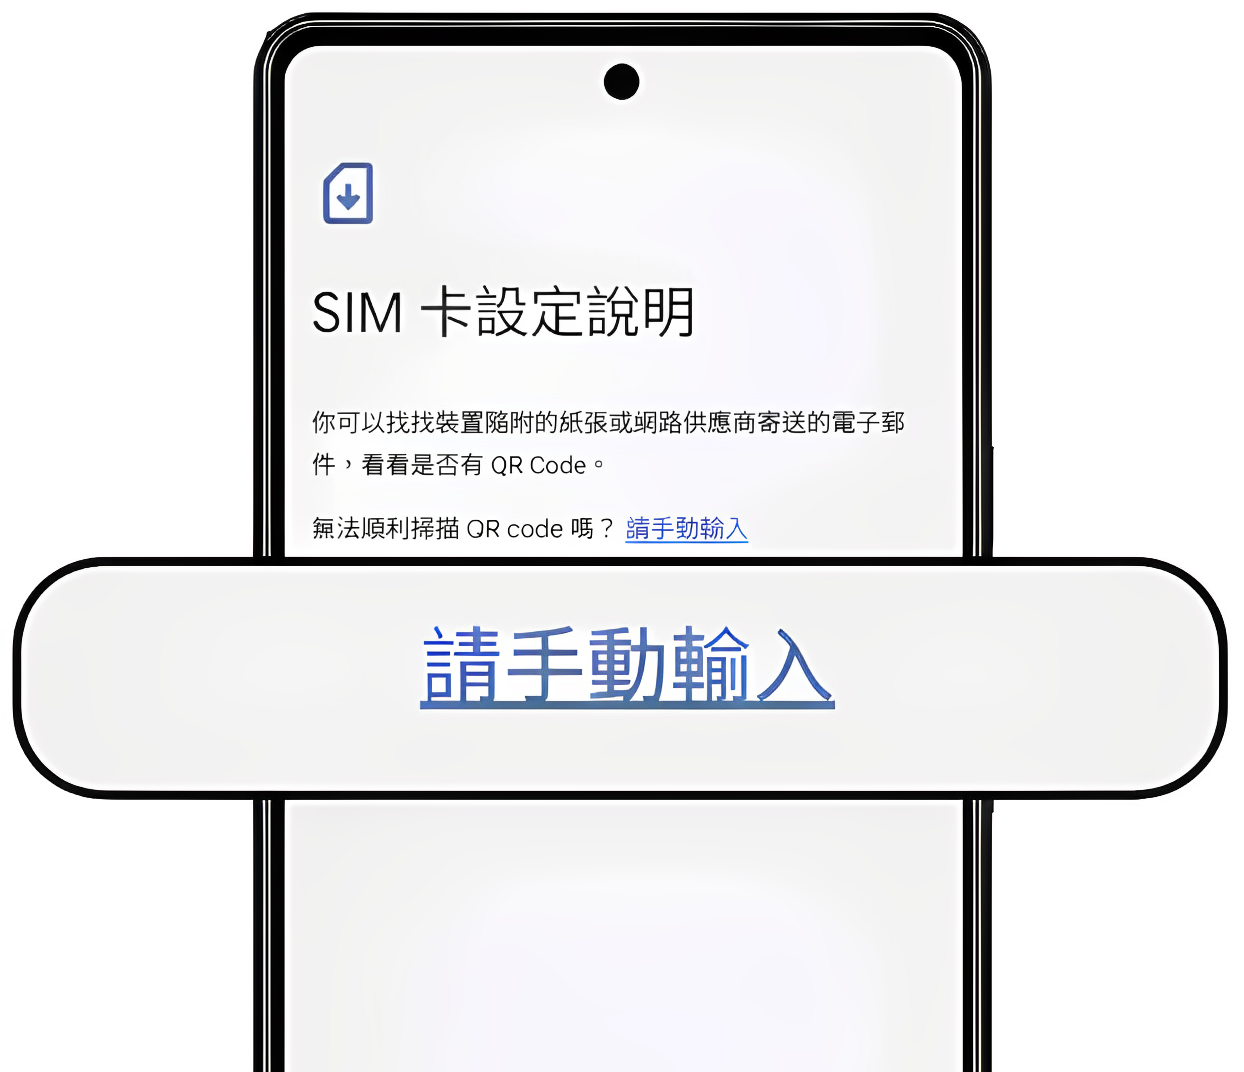 SIM 卡設定說明
你可以找找裝置隨附的紙張或網路供應商寄送的電子郵
件，看看是否有 QR Code。
無法順利掃描 QR code 嗎？ 請手動輸入
請手動輸入